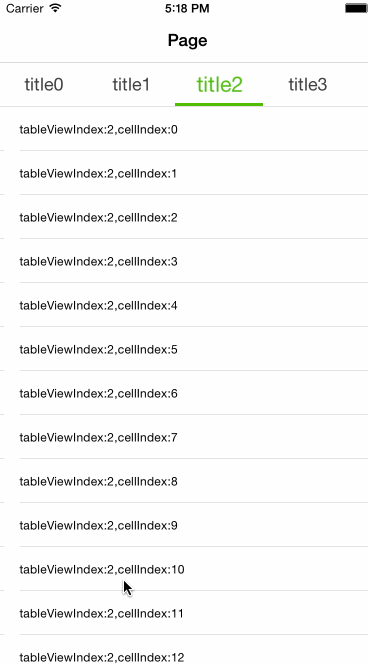 Carrier 5:18 PM
Page
title0 title1 title2 title3
tableViewIndex:2,cellIndex:0
tableViewIndex:2,cellIndex:1
tableViewIndex:2,cellIndex:2
tableViewIndex:2,cellIndex:3
tableViewIndex:2,cellIndex:4
tableViewIndex:2,cellIndex:5
tableViewIndex:2,cellIndex:6
tableViewIndex:2,cellIndex:7
tableViewIndex:2,cellIndex:8
tableViewIndex:2,cellIndex:9
tableViewIndex:2,cellIndex:10
tableViewIndex:2,cellIndex:11
tableViewIndex:2,cellIndex:12